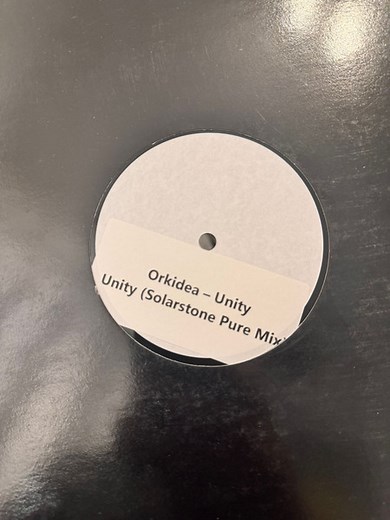 Orkidea – Unity
Unity (Solarstone Pure Mix)